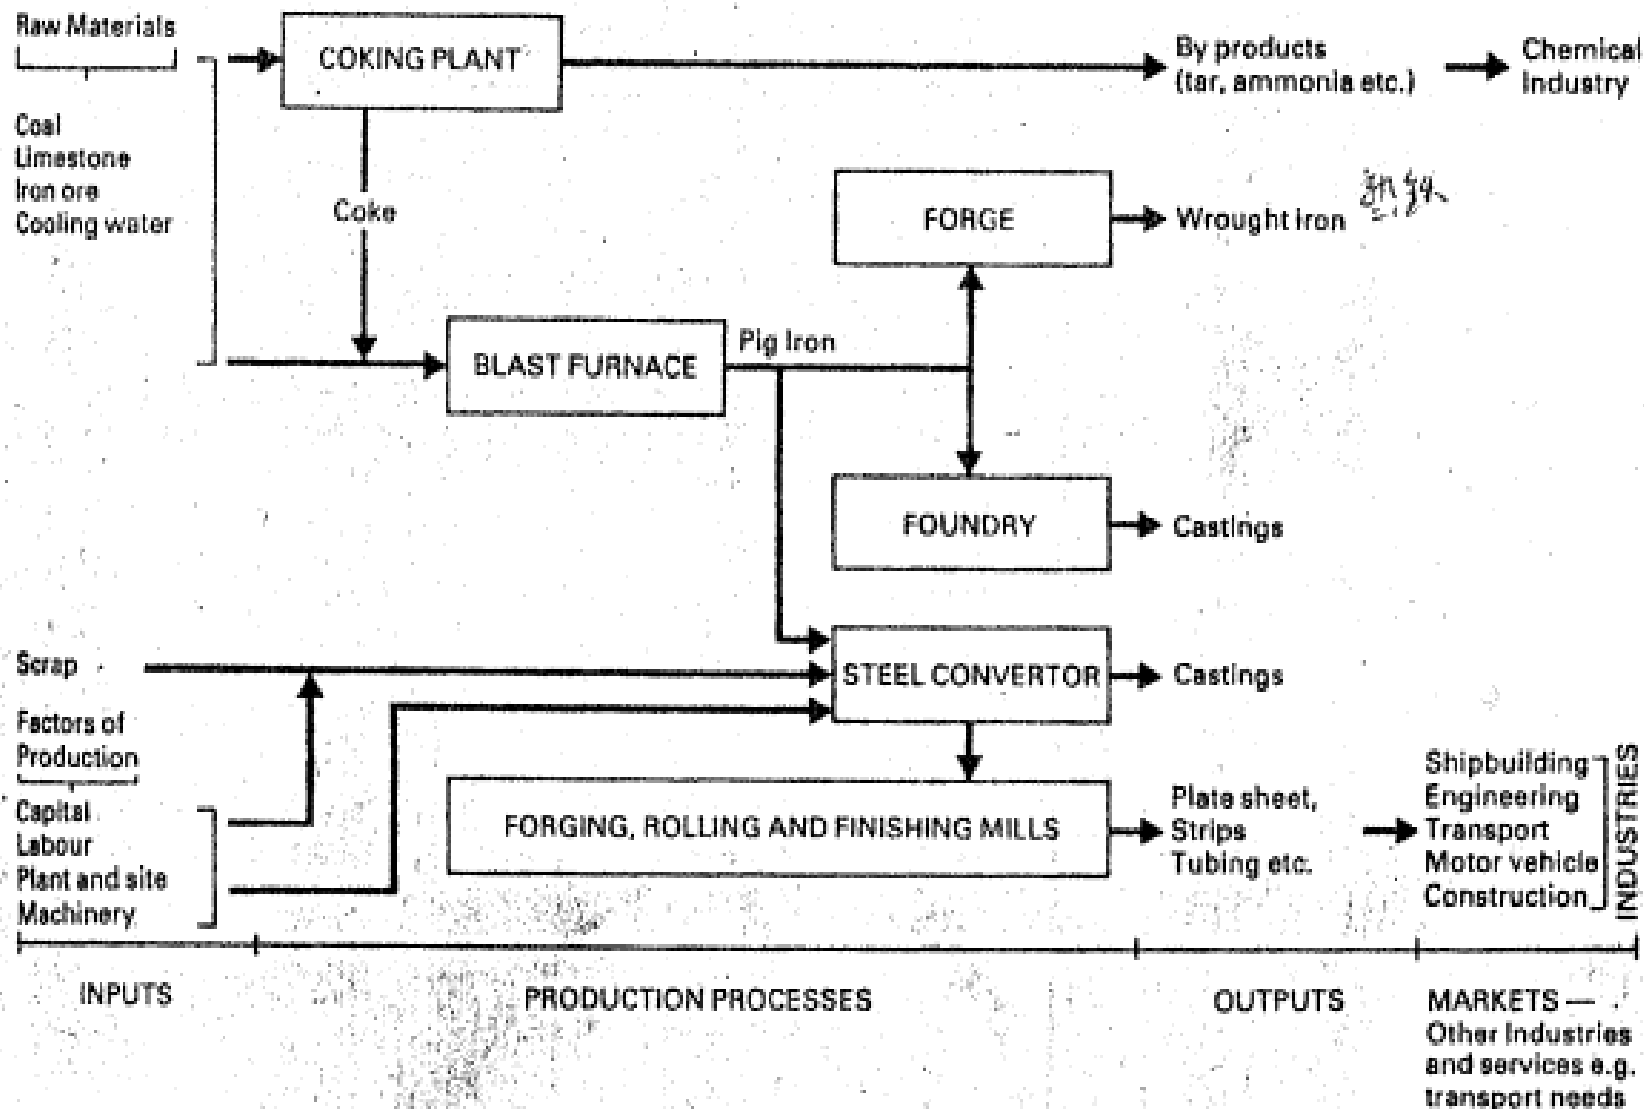 Raw Materials
Coal
Limestone
Iron ore
Cooling water
COKING PLANT
By products
(tar, ammonia etc.)
Chemical
Industry
Coke
FORGE
Wrought iron
BLAST FURNACE
Pig Iron
FOUNDRY
Castings
Scrap
STEEL CONVERTOR
Castings
Factors of
Production
Capital
Labour
Plant and site
Machinery
FORGING, ROLLING AND FINISHING MILLS
Plate sheet,
Strips
Tubing etc.
Shipbuilding
Engineering
Transport
Motor vehicle
Construction
INDUSTRIES
INPUTS
PRODUCTION PROCESSES
OUTPUTS
MARKETS —
Other Industries
and services e.g.
transport needs